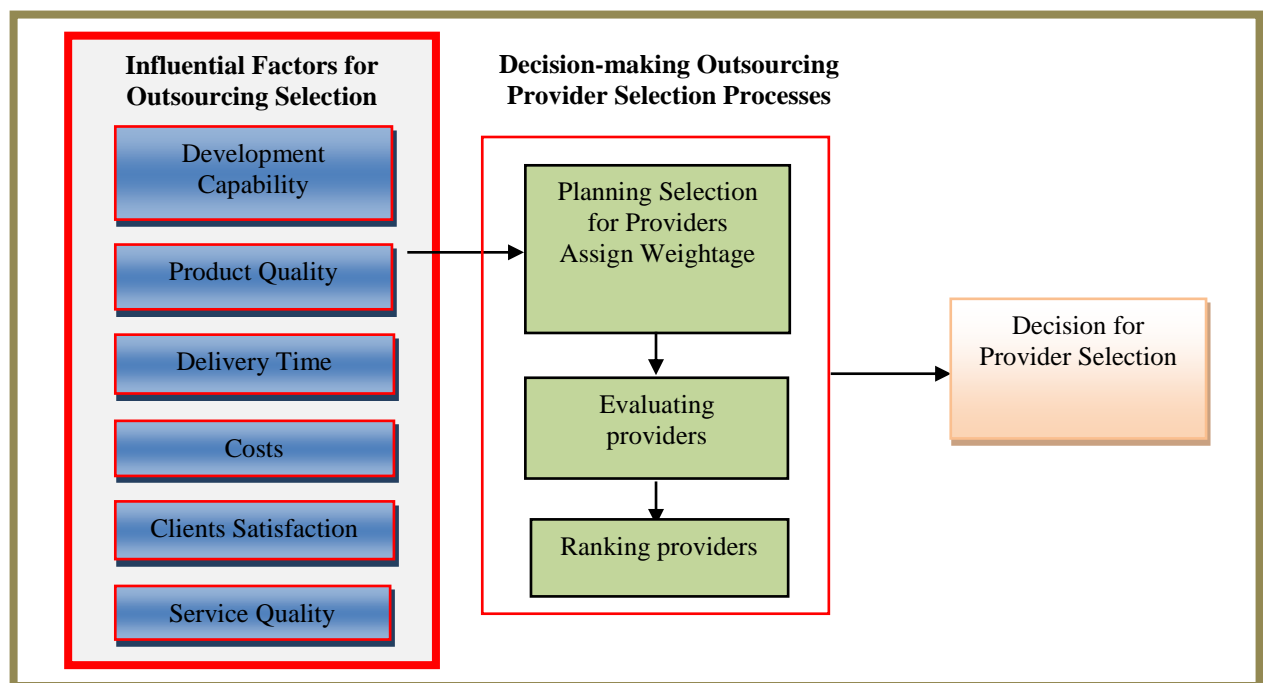 Influential Factors for
Outsourcing Selection
Development
Capability
Product Quality
Delivery Time
Costs
Clients Satisfaction
Service Quality
Decision-making Outsourcing
Provider Selection Processes
Planning Selection
for Providers
Assign Weightage
Evaluating
providers
Ranking providers
Decision for
Provider Selection